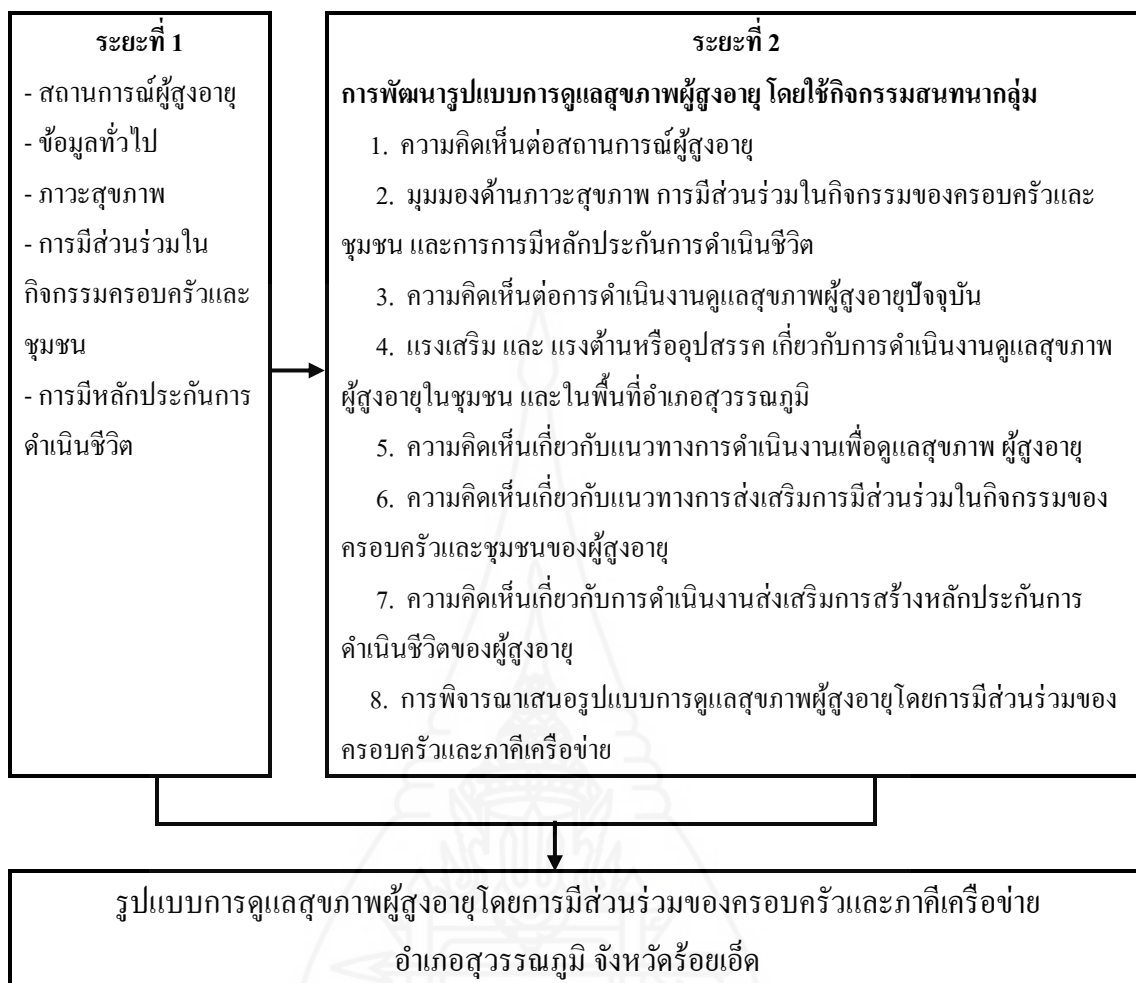 ระยะที่ 1
- สถานการณ์ผู้สูงอายุ
- ข้อมูลทั่วไป
- ภาวะสุขภาพ
- การมีส่วนร่วมใน
กิจกรรมครอบครัวและ
ชุมชน
- การมีหลักประกันการ
ดำเนินชีวิต
ระยะที่ 2
การพัฒนารูปแบบการดูแลสุขภาพผู้สูงอายุ โดยใช้กิจกรรมสนทนากลุ่ม
1. ความคิดเห็นต่อสถานการณ์ผู้สูงอายุ
2. มุมมองด้านภาวะสุขภาพ การมีส่วนร่วมในกิจกรรมของครอบครัวและ
ชุมชน และการการมีหลักประกันการดำเนินชีวิต
3. ความคิดเห็นต่อการดำเนินงานดูแลสุขภาพผู้สูงอายุปัจจุบัน
4. แรงเสริม และ แรงต้านหรืออุปสรรค เกี่ยวกับการดำเนินงานดูแลสุขภาพ
ผู้สูงอายุในชุมชน และในพื้นที่อำเภอสุวรรณภูมิ
5. ความคิดเห็นเกี่ยวกับแนวทางการดำเนินงานเพื่อดูแลสุขภาพ ผู้สูงอายุ
6. ความคิดเห็นเกี่ยวกับแนวทางการส่งเสริมการมีส่วนร่วมในกิจกรรมของ
ครอบครัวและชุมชนของผู้สูงอายุ
7. ความคิดเห็นเกี่ยวกับการดำเนินงานส่งเสริมการสร้างหลักประกันการ
ดำเนินชีวิตของผู้สูงอายุ
8. การพิจารณาเสนอรูปแบบการดูแลสุขภาพผู้สูงอายุโดยการมีส่วนร่วมของ
ครอบครัวและภาคีเครือข่าย
รูปแบบการดูแลสุขภาพผู้สูงอายุโดยการมีส่วนร่วมของครอบครัวและภาคีเครือข่าย
อำเภอสุวรรณภูมิ จังหวัดร้อยเอ็ด